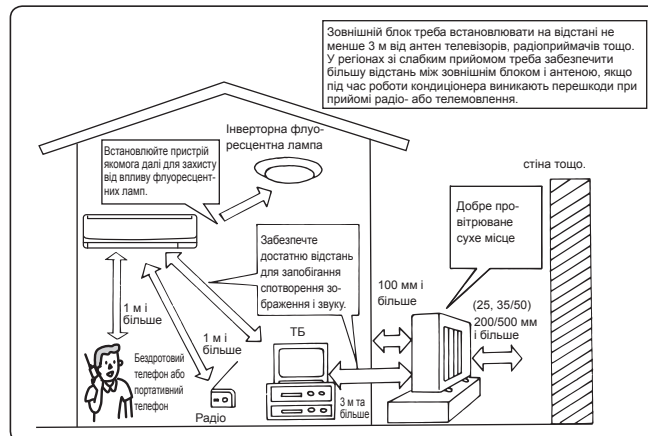 Зовнішній блок треба встановлювати на відстані не
менше 3 м від антен телевізорів, радіоприймачів тощо.
У регіонах зі слабким прийомом треба забезпечити
більшу відстань між зовнішнім блоком і антеною, якщо
під час роботи кондиціонера виникають перешкоди при
прийомі радіо- або телемовлення.
Інверторна флуо-
ресцентна лампа
Встановлюйте пристрій
якомога далі для захисту
від впливу флуоресцент-
них ламп.
стіна тощо.
Добре про-
вітрюване
сухе місце
Забезпечте
достатню відстань
для запобігання
спотворення зо-
браження і звуку.
100 мм і
більше
(25, 35/50)
200/500 мм
і більше
1 м і
більше
1 м і
більше
ТБ
Бездротовий
телефон або
портативний
телефон
Радіо
3 м та
більше